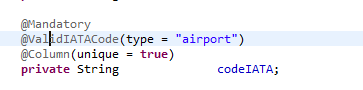 @Mandatory
@ValidIATACode(type = "airport")
@Column(unique = true)
private String codeIATA;